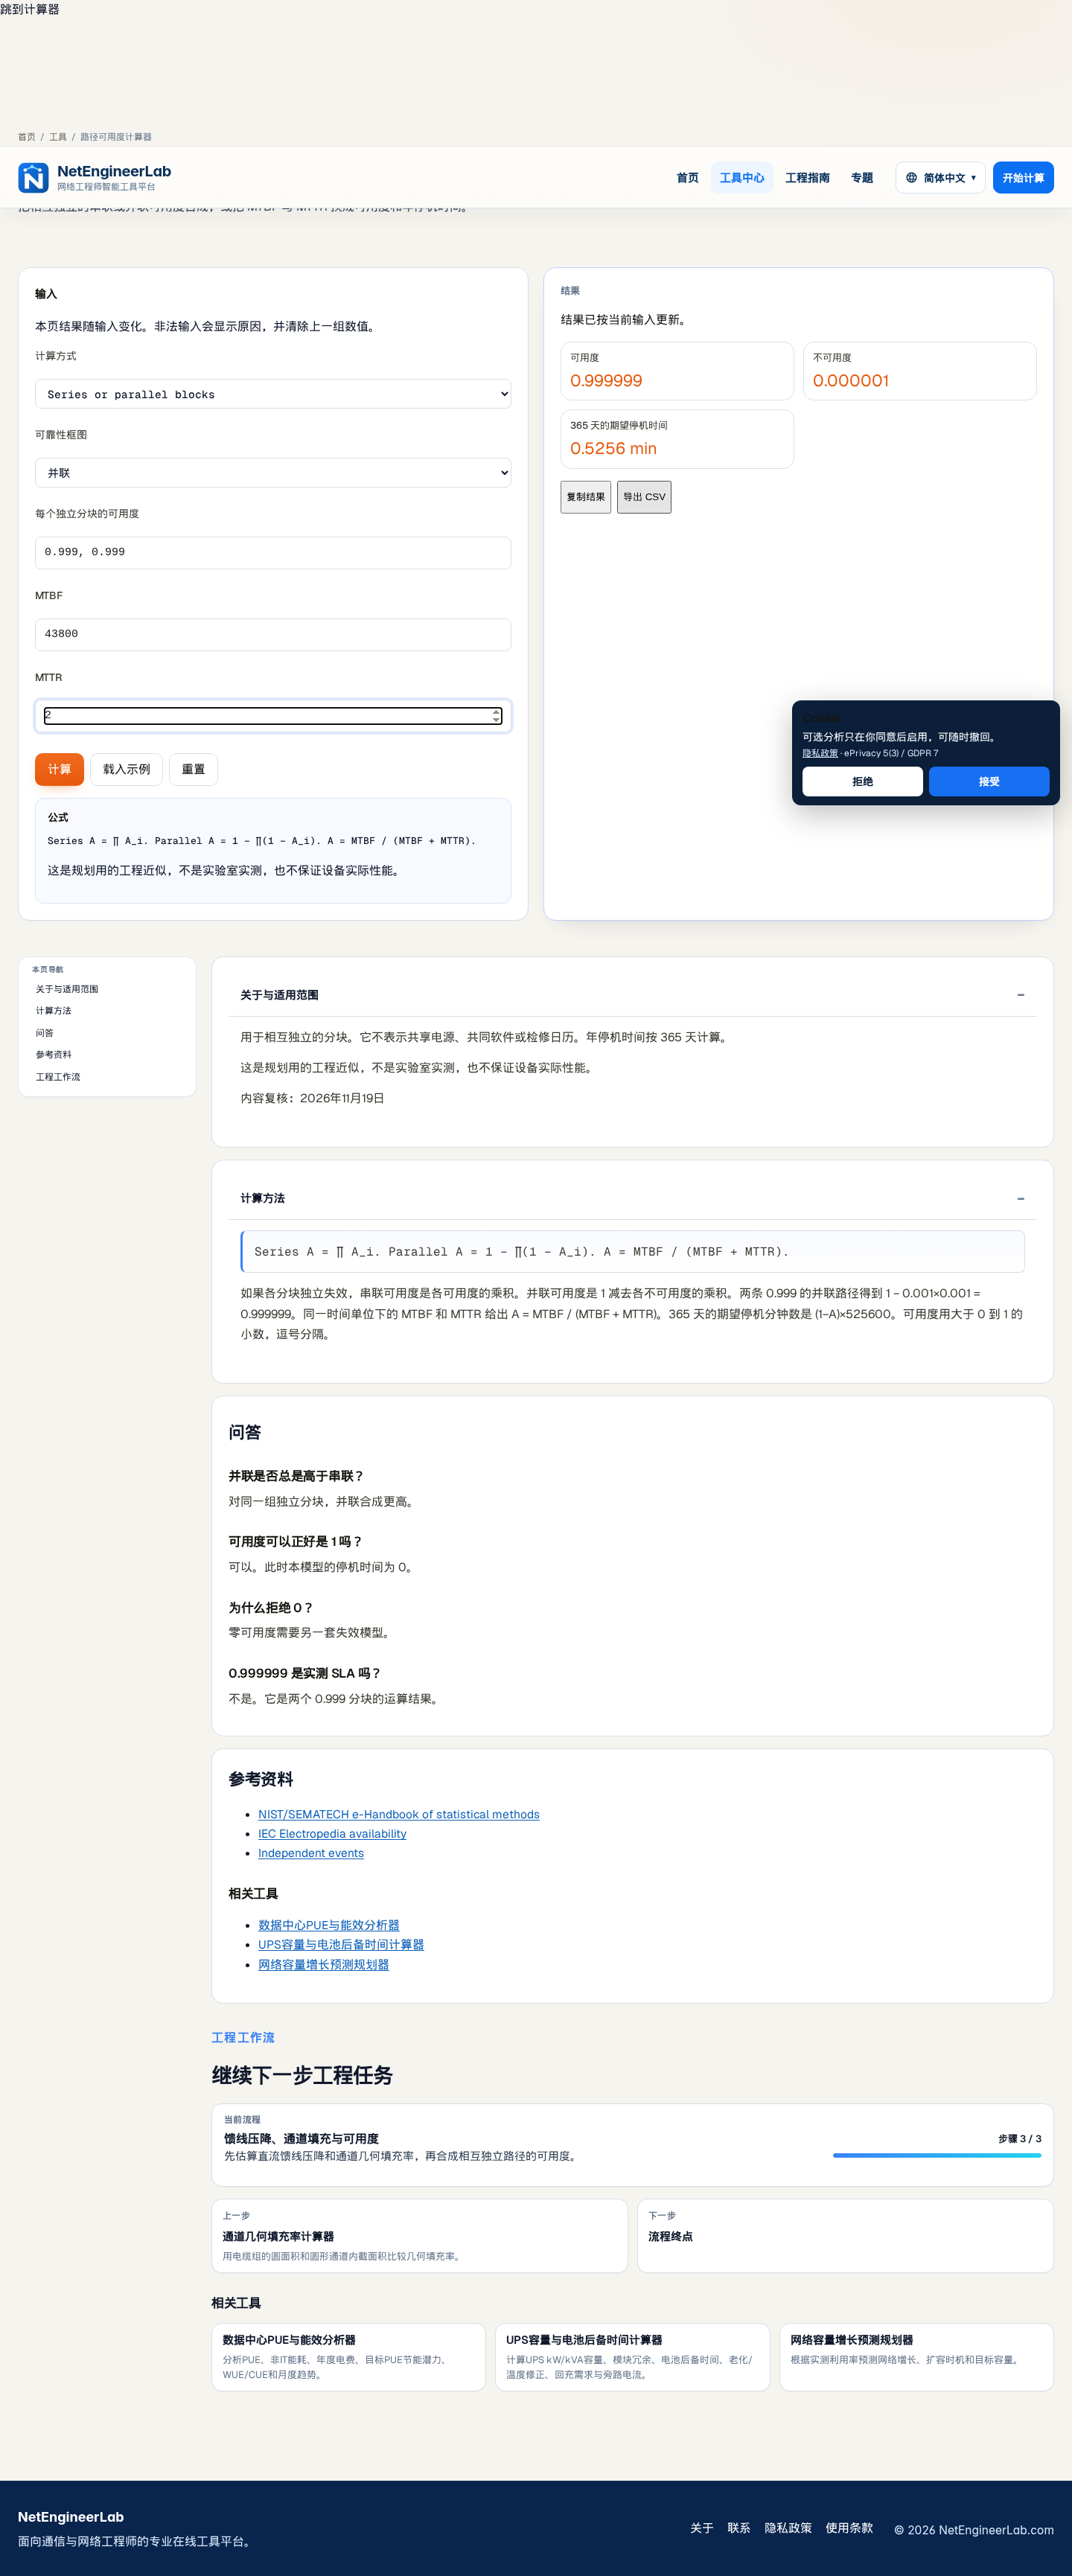 跳到计算器
首页 / 工具 / 路径可用度计算器
NetEngineerLab
网络工程师智能工具平台
首页
工具中心
工程指南
专题
简体中文 ▾
开始计算
输入
本页结果随输入变化。非法输入会显示原因，并清除上一组数值。
计算方式
Series or parallel blocks
可靠性框图
并联
每个独立分块的可用度
0.999, 0.999
MTBF
43800
MTTR
2
计算
载入示例
重置
公式
Series A = ∏ A_i. Parallel A = 1 − ∏(1 − A_i). A = MTBF / (MTBF + MTTR).
这是规划用的工程近似，不是实验室实测，也不保证设备实际性能。
结果
结果已按当前输入更新。
可用度
0.999999
不可用度
0.000001
365 天的期望停机时间
0.5256 min
复制结果
导出 CSV
Cookie
可选分析只在你同意后启用，可随时撤回。
隐私政策 · ePrivacy 5(3) / GDPR 7
拒绝
接受
本页导航
关于与适用范围
计算方法
问答
参考资料
工程工作流
关于与适用范围
用于相互独立的分块。它不表示共享电源、共同软件或检修日历。年停机时间按 365 天计算。
这是规划用的工程近似，不是实验室实测，也不保证设备实际性能。
内容复核：2026年11月19日
计算方法
Series A = ∏ A_i. Parallel A = 1 − ∏(1 − A_i). A = MTBF / (MTBF + MTTR).
如果各分块独立失效，串联可用度是各可用度的乘积。并联可用度是 1 减去各不可用度的乘积。两条 0.999 的并联路径得到 1 − 0.001×0.001 =
0.999999。同一时间单位下的 MTBF 和 MTTR 给出 A = MTBF / (MTBF + MTTR)。365 天的期望停机分钟数是 (1−A)×525600。可用度用大于 0 到 1 的
小数，逗号分隔。
问答
并联是否总是高于串联？
对同一组独立分块，并联合成更高。
可用度可以正好是 1 吗？
可以。此时本模型的停机时间为 0。
为什么拒绝 0？
零可用度需要另一套失效模型。
0.999999 是实测 SLA 吗？
不是。它是两个 0.999 分块的运算结果。
参考资料
NIST/SEMATECH e-Handbook of statistical methods
IEC Electropedia availability
Independent events
相关工具
数据中心PUE与能效分析器
UPS容量与电池后备时间计算器
网络容量增长预测规划器
工程工作流
继续下一步工程任务
当前流程
馈线压降、通道填充与可用度
先估算直流馈线压降和通道几何填充率，再合成相互独立路径的可用度。
步骤 3 / 3
上一步
通道几何填充率计算器
用电缆组的圆面积和圆形通道内截面积比较几何填充率。
下一步
流程终点
相关工具
数据中心PUE与能效分析器
分析PUE、非IT能耗、年度电费、目标PUE节能潜力、
WUE/CUE和月度趋势。
UPS容量与电池后备时间计算器
计算UPS kW/kVA容量、模块冗余、电池后备时间、老化/
温度修正、回充需求与旁路电流。
网络容量增长预测规划器
根据实测利用率预测网络增长、扩容时机和目标容量。
NetEngineerLab
面向通信与网络工程师的专业在线工具平台。
关于
联系
隐私政策
使用条款
© 2026 NetEngineerLab.com